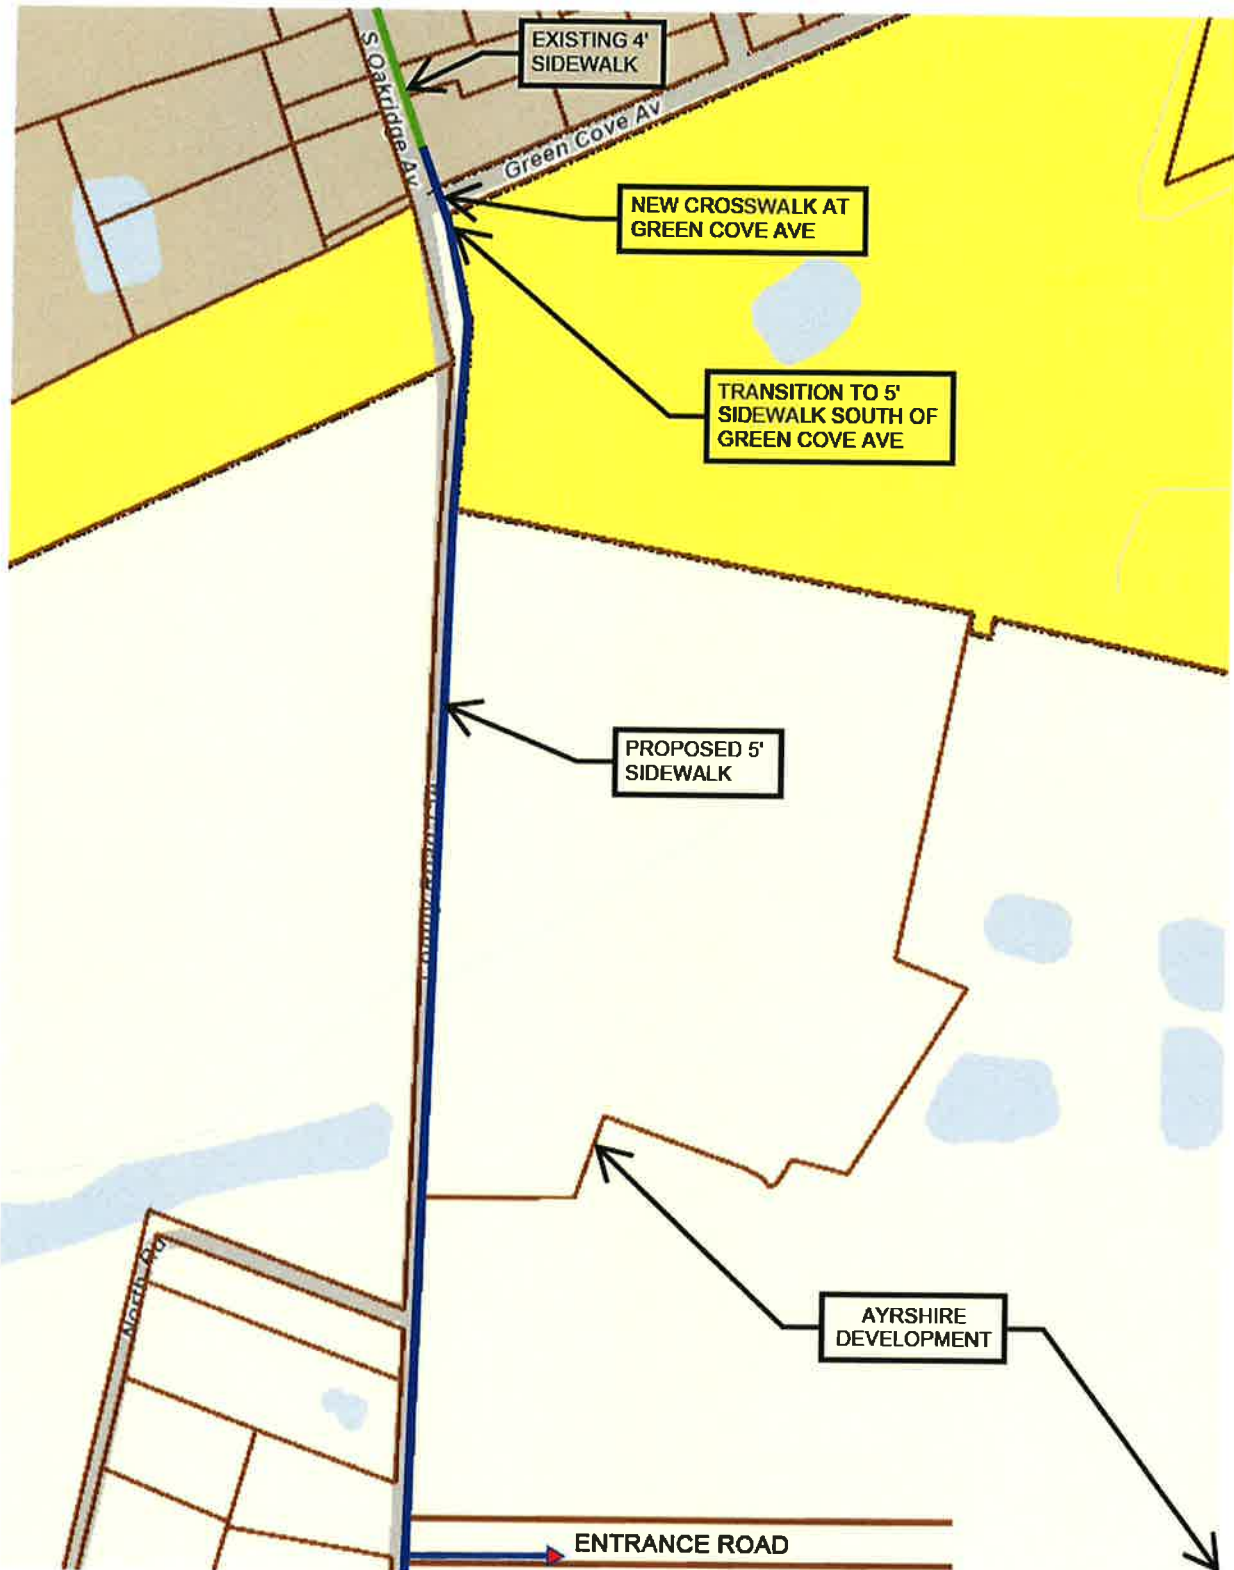 EXISTING 4'
SIDEWALK
S Oakridge Av
Green Cove Av
NEW CROSSWALK AT
GREEN COVE AVE
TRANSITION TO 5'
SIDEWALK SOUTH OF
GREEN COVE AVE
PROPOSED 5'
SIDEWALK
North Rd
AYRSHIRE
DEVELOPMENT
ENTRANCE ROAD